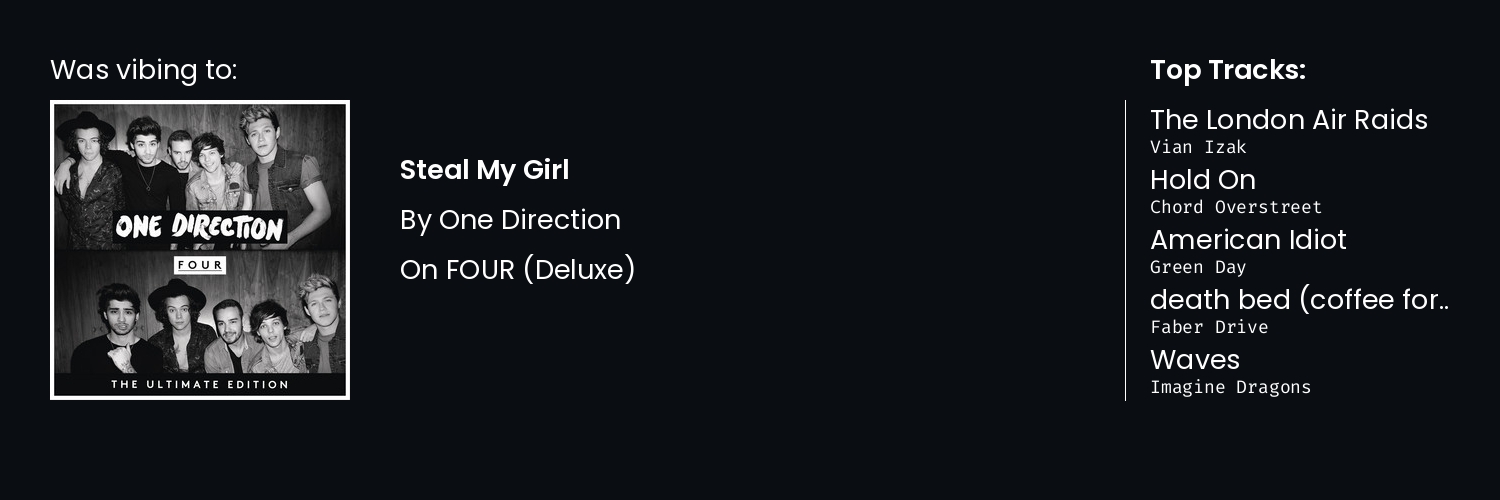 Was vibing to:
ONE DIRECTION
FOUR
THE ULTIMATE EDITION
Steal My Girl
By One Direction
On FOUR (Deluxe)
Top Tracks:
The London Air Raids
Vian Izak
Hold On
Chord Overstreet
American Idiot
Green Day
death bed (coffee for..
Faber Drive
Waves
Imagine Dragons